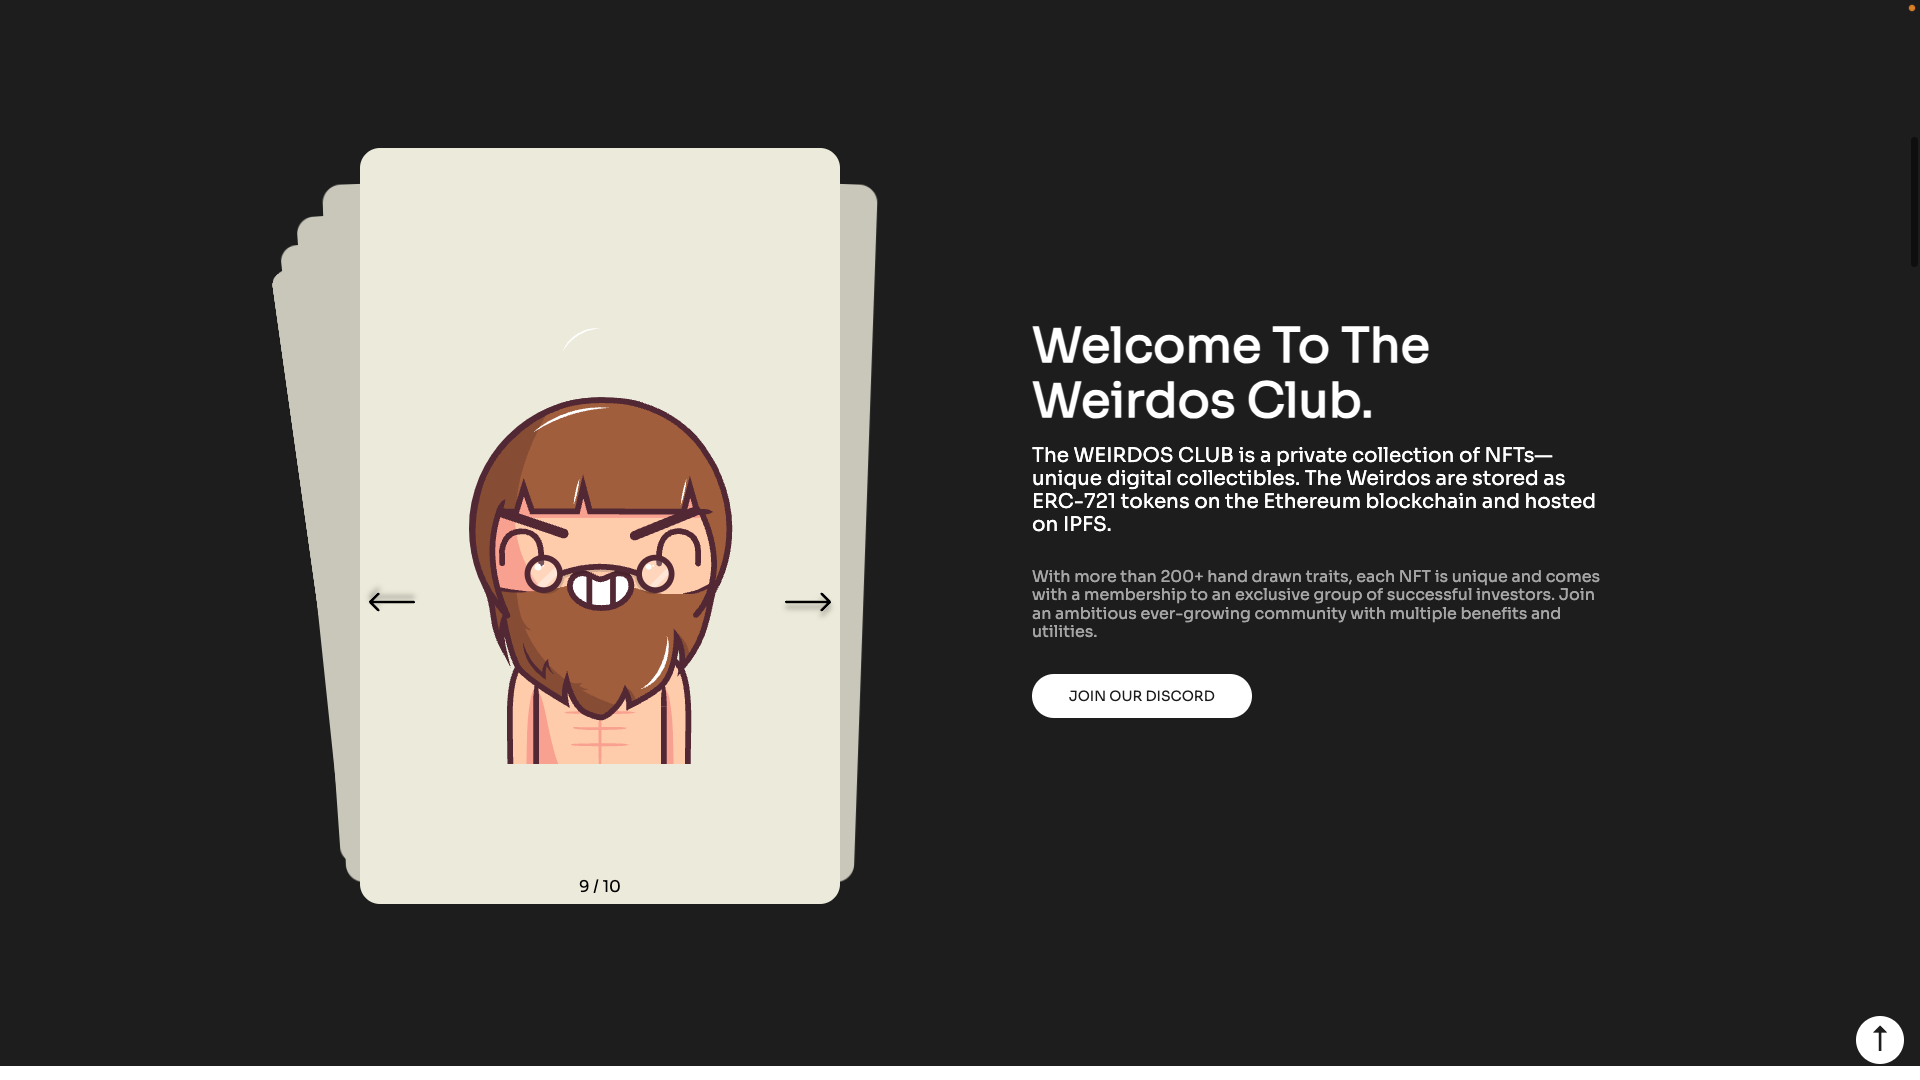 Welcome To The
Weirdos Club.
The WEIRDOS CLUB is a private collection of NFTs—
unique digital collectibles. The Weirdos are stored as
ERC-721 tokens on the Ethereum blockchain and hosted
on IPFS.
With more than 200+ hand drawn traits, each NFT is unique and comes
with a membership to an exclusive group of successful investors. Join
an ambitious ever-growing community with multiple benefits and
utilities.
JOIN OUR DISCORD
9 / 10